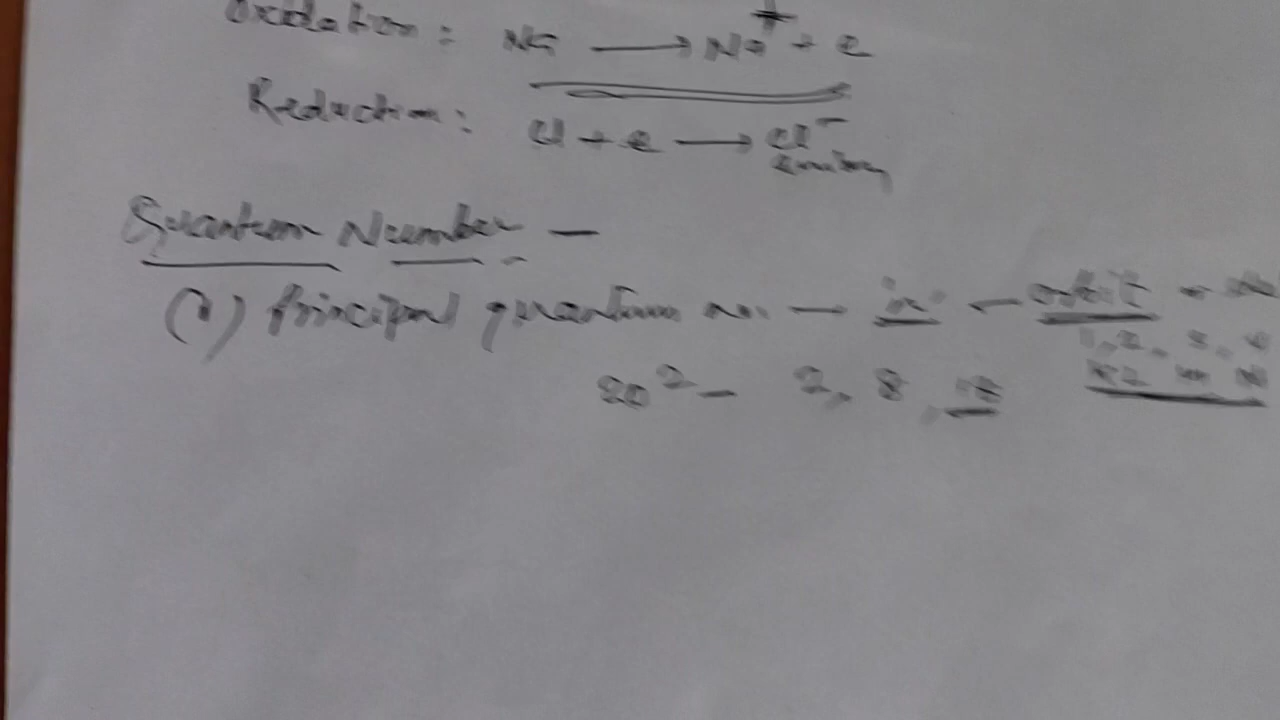 Oxidation : Na → Na⁺ + e
Reduction : Cl + e → Cl⁻
Quantum Number —
(1) Principal quantum no. — 'n' — orbit -
1, 2, 3, 4
2n² — 2, 8, 18